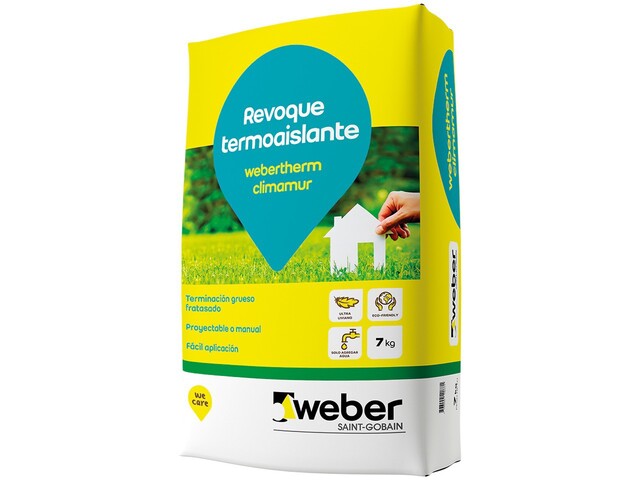 Revoque
termoaislante
webertherm
climamur
Terminación grueso
fratasado
Proyectable o manual
Fácil aplicación
ULTRA
LIVIANO
ECO-FRIENDLY
SOLO AGREGAR
AGUA
7 kg
we
care
weber
SAINT-GOBAIN
webertherm
climamur
weber